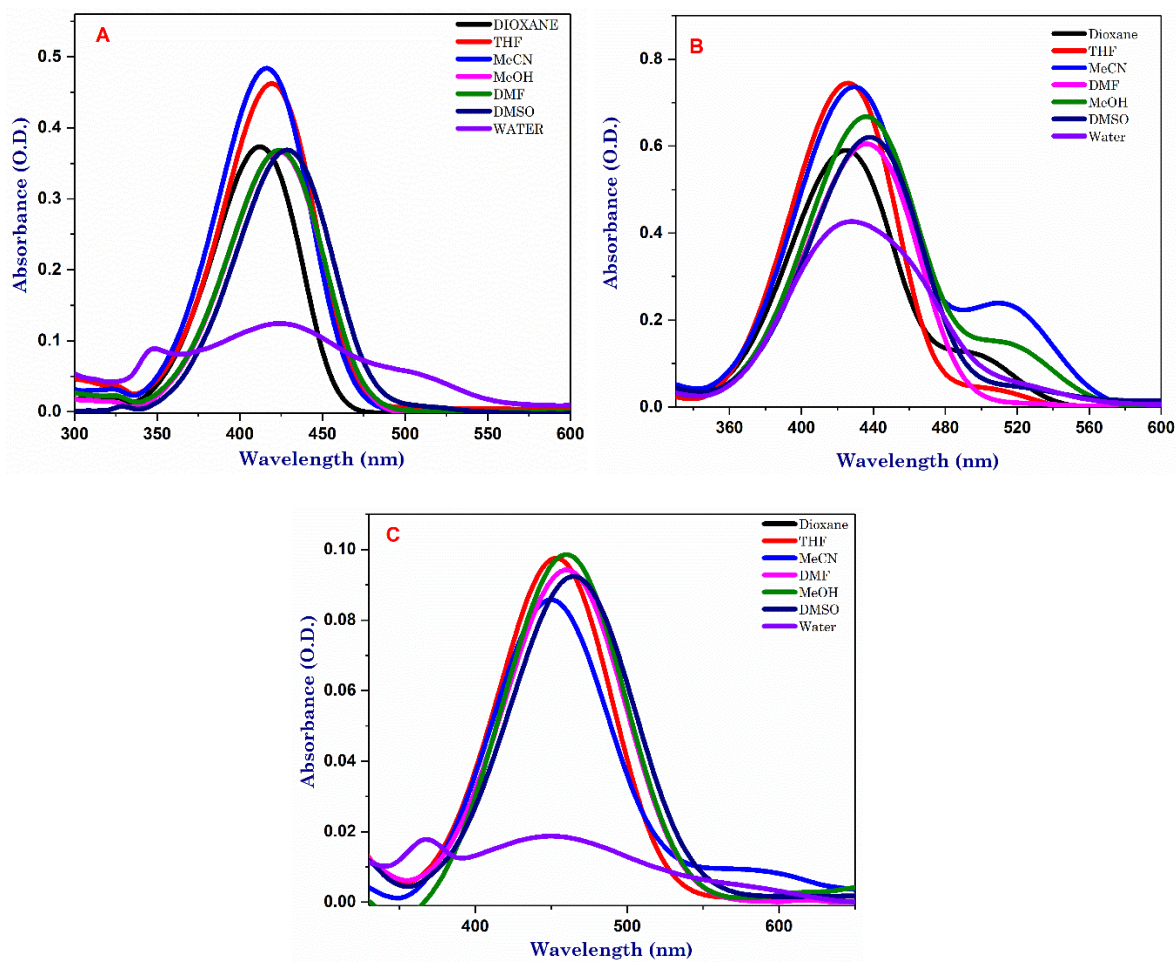 A
DIOXANE
THF
MeCN
MeOH
DMF
DMSO
WATER
Absorbance (O.D.)
0.5
0.4
0.3
0.2
0.1
0.0
300 350 400 450 500 550 600
Wavelength (nm)
B
Dioxane
THF
MeCN
DMF
MeOH
DMSO
Water
Absorbance (O.D.)
0.8
0.6
0.4
0.2
0.0
360 400 440 480 520 560 600
Wavelength (nm)
C
Dioxane
THF
MeCN
DMF
MeOH
DMSO
Water
Absorbance (O.D.)
0.10
0.08
0.06
0.04
0.02
0.00
400 500 600
Wavelength (nm)